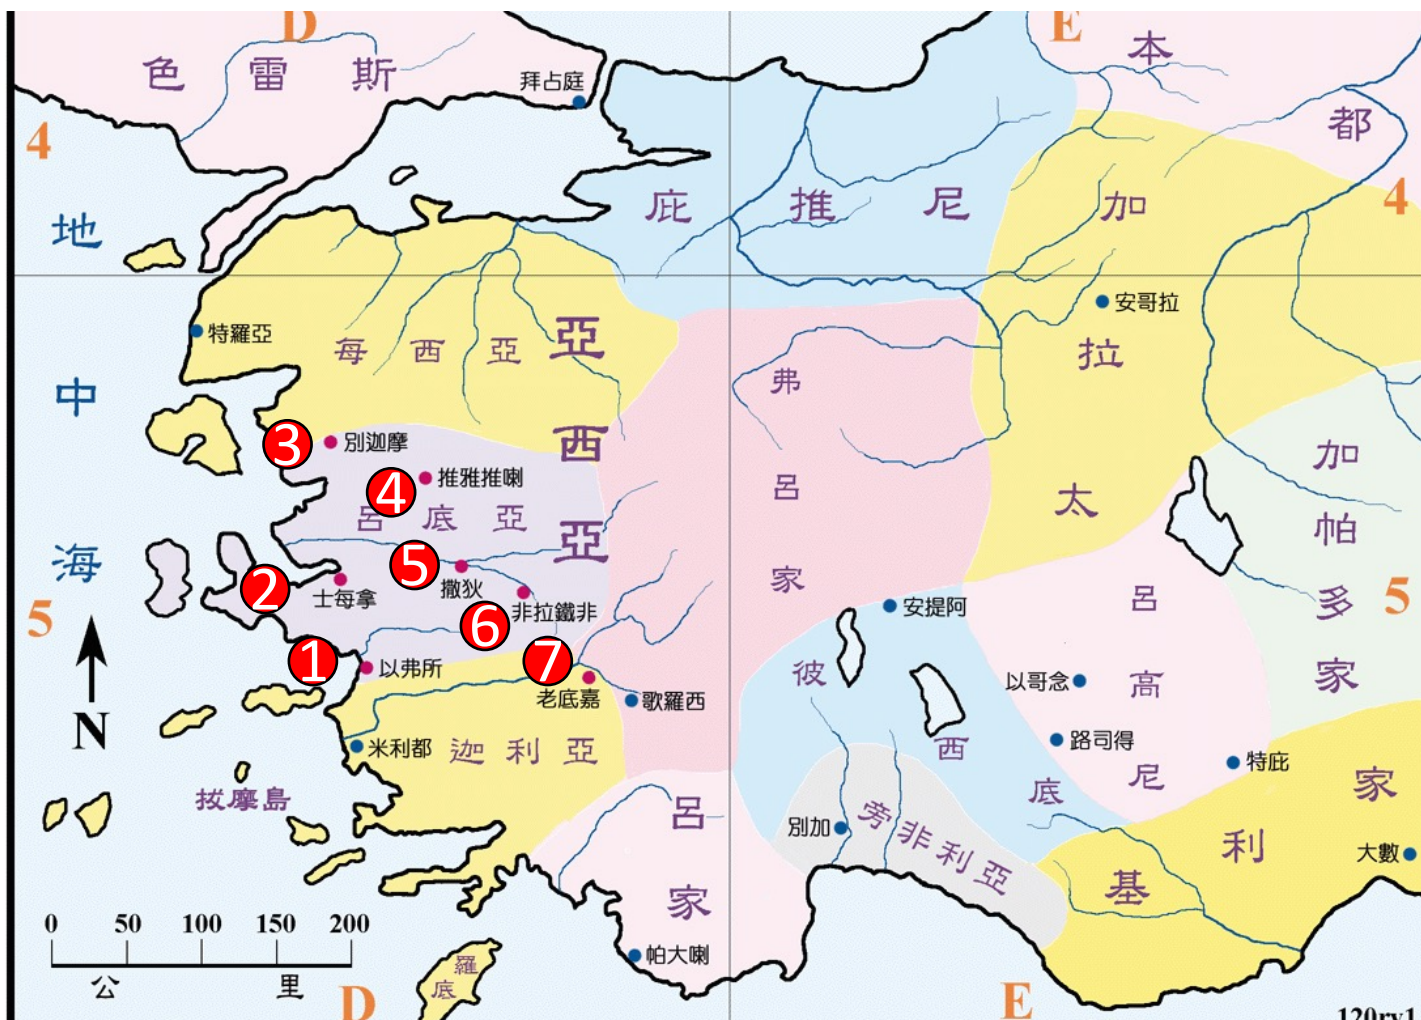 D
E
色雷斯
拜占庭
本都
4
地中海
庇推尼
加拉太
4
安哥拉
特羅亞
每西亞
亞西亞
弗呂家
3
別迦摩
4
推雅推喇
呂底亞
加帕多家
5
撒狄
2
士每拿
非拉鐵非
6
5
5
安提阿
呂高尼
1
以弗所
7
老底嘉
歌羅西
彼西底
以哥念
N
米利都
迦利亞
路司得
特庇
拔摩島
呂家
別加
旁非利亞
基利家
大數
0 50 100 150 200
公里
帕大喇
羅底
D
E
120rv1